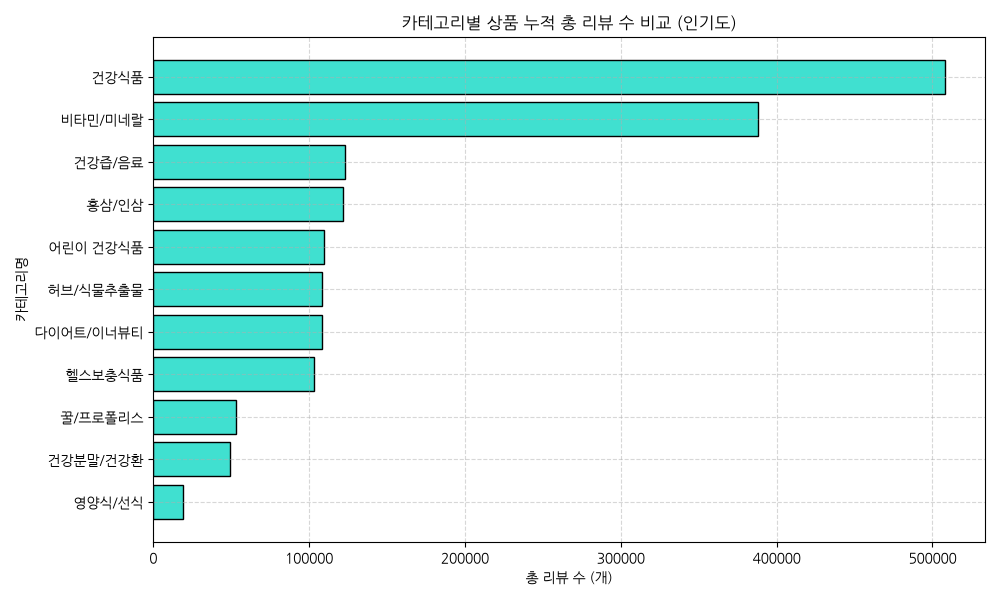 카테고리별 상품 누적 총 리뷰 수 비교 (인기도)
카테고리명
건강식품
비타민/미네랄
건강즙/음료
홍삼/인삼
어린이 건강식품
허브/식물추출물
다이어트/이너뷰티
헬스보충식품
꿀/프로폴리스
건강분말/건강환
영양식/선식
0 100000 200000 300000 400000 500000
총 리뷰 수 (개)